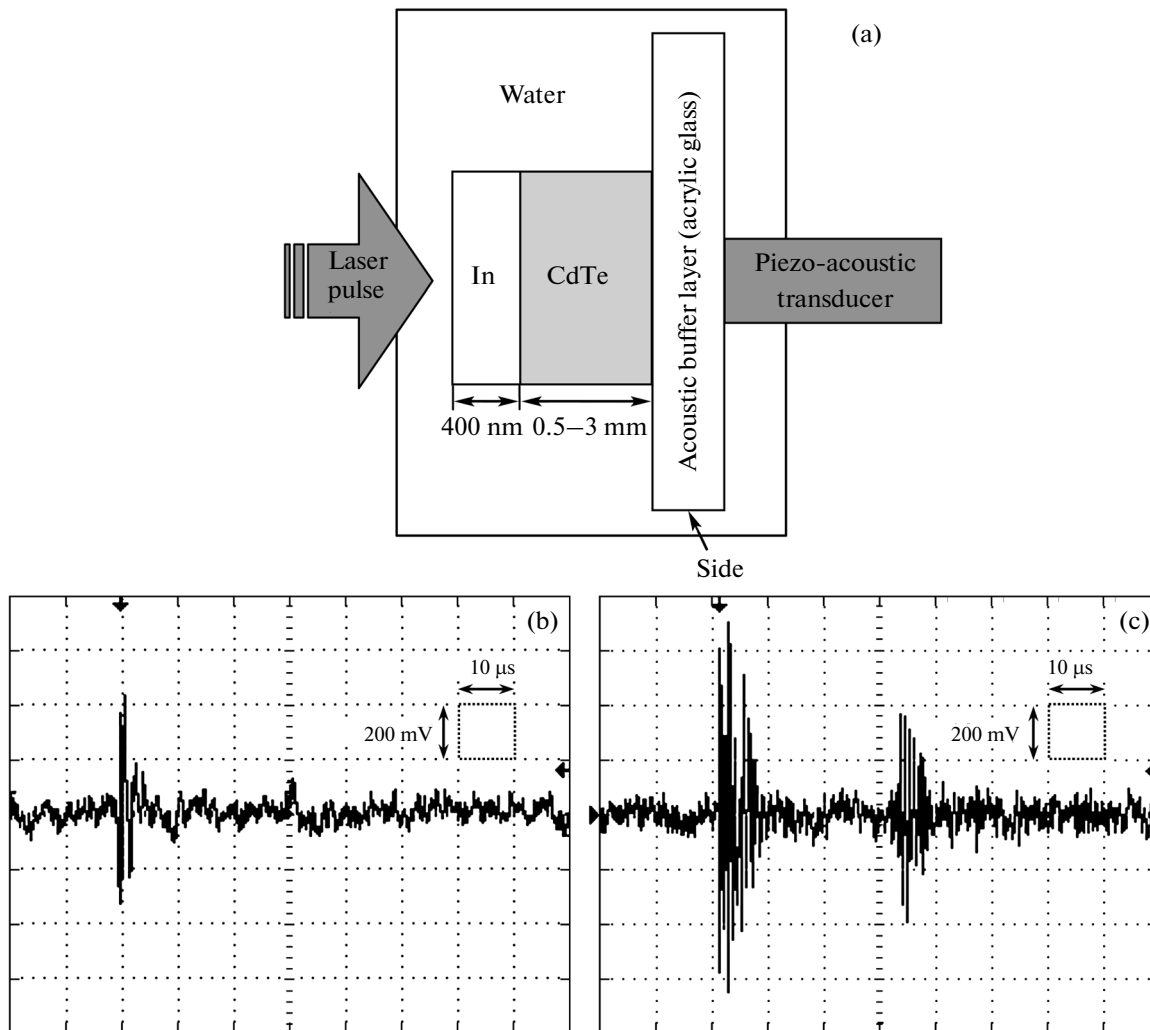 (a)
Water
Laser
pulse
In
CdTe
Acoustic buffer layer (acrylic glass)
Piezo-acoustic
transducer
400 nm
0.5–3 mm
Side
(b)
10 μs
200 mV
(c)
10 μs
200 mV